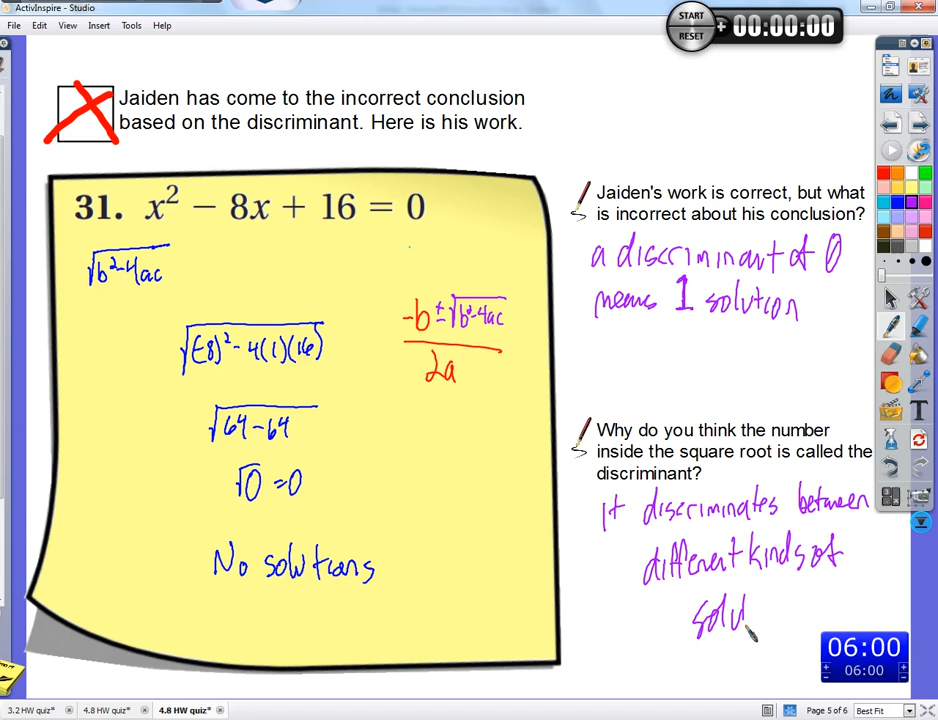 ActivInspire - Studio
File Edit View Insert Tools Help
START
RESET
00:00:00
Jaiden has come to the incorrect conclusion
based on the discriminant. Here is his work.
31. x² − 8x + 16 = 0
√b²-4ac
√(-8)² - 4(1)(16)
√64-64
√0 = 0
No solutions
-b ± √b²-4ac
2a
Jaiden's work is correct, but what
is incorrect about his conclusion?
a discriminant of 0
means 1 solution
Why do you think the number
inside the square root is called the
discriminant?
It discriminates between
different kinds of
solu
06:00
06:00
3.2 HW quiz* 4.8 HW quiz* 4.8 HW quiz*
Page 5 of 6 Best Fit